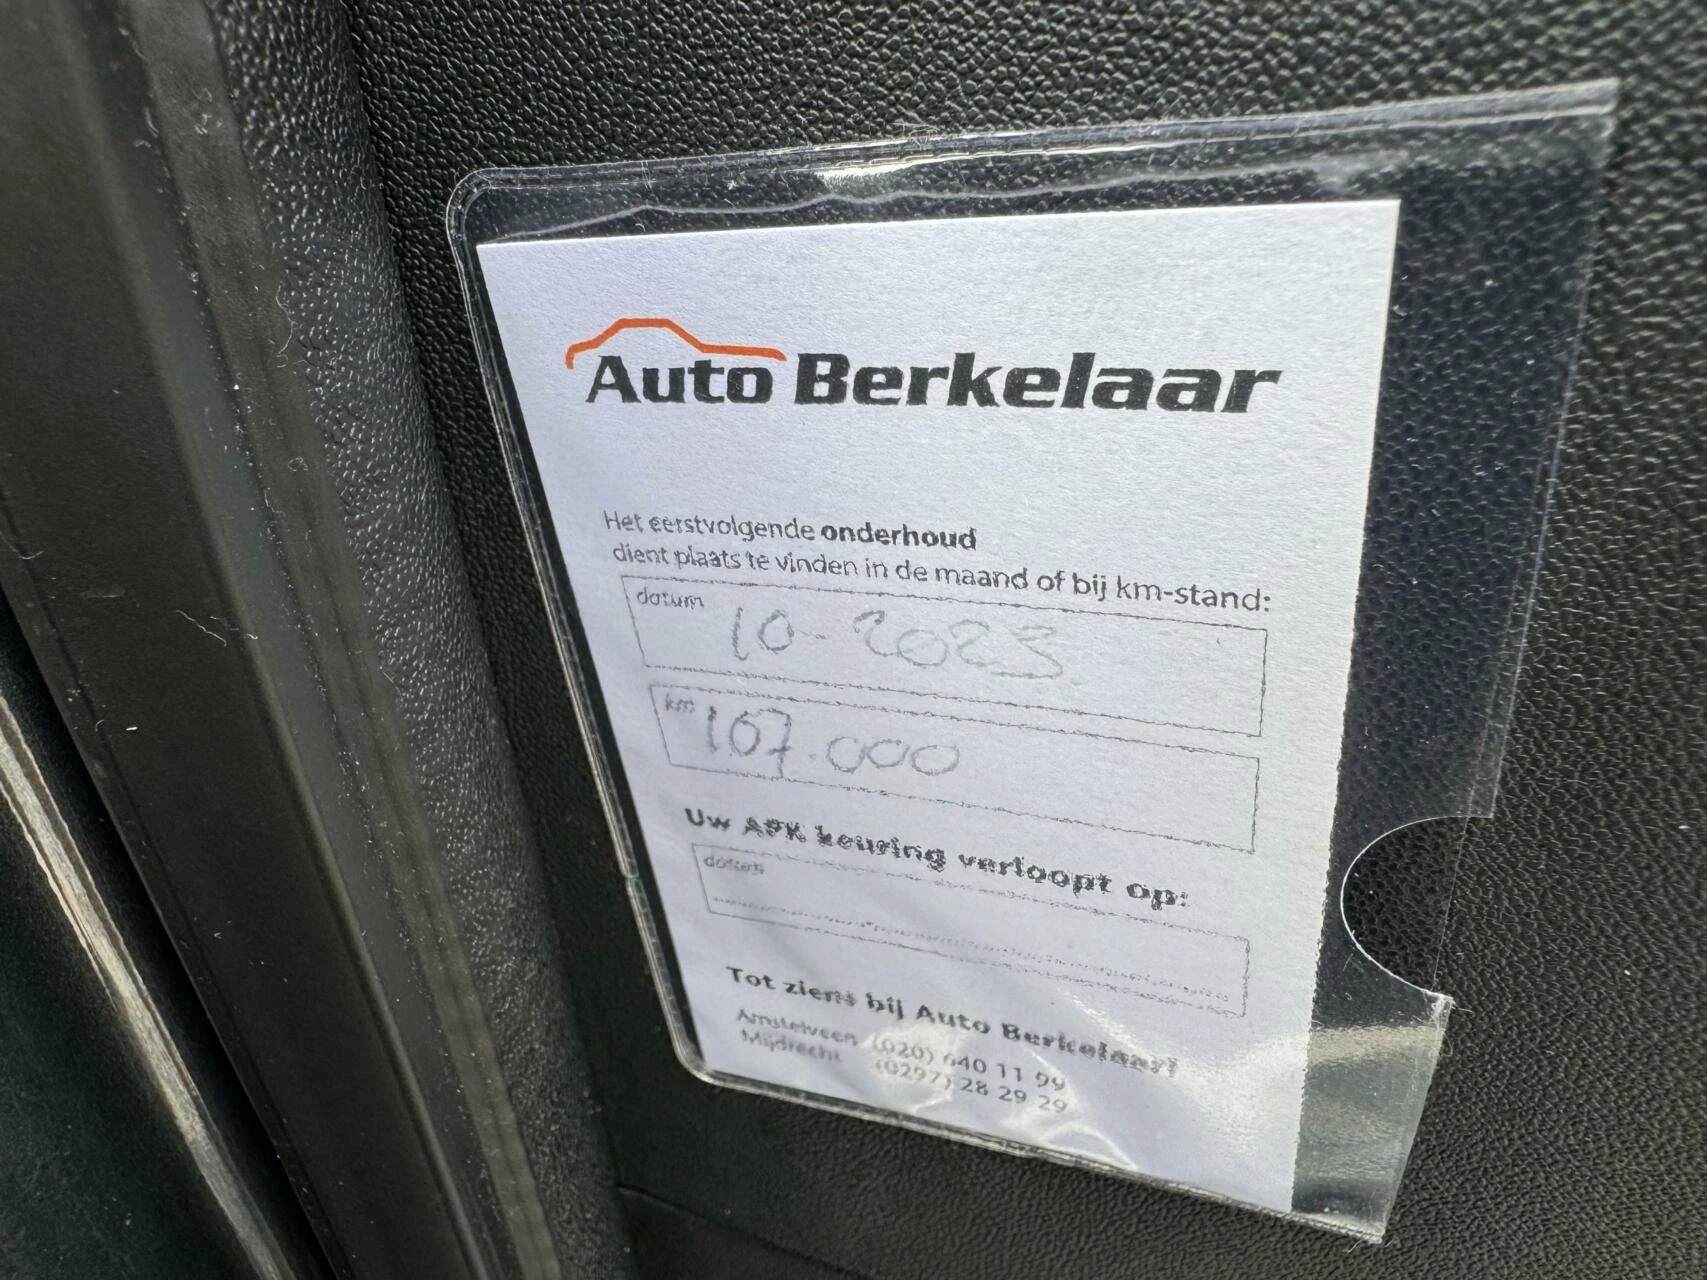 Auto Berkelaar
Het eerstvolgende onderhoud
dient plaats te vinden in de maand of bij km-stand:
datum 10-2023
km 107.000
Uw APK keuring verloopt op:
datum
Tot ziens bij Auto Berkelaar!
Amstelveen (020) 640 11 99
Mijdrecht (0297) 28 29 29